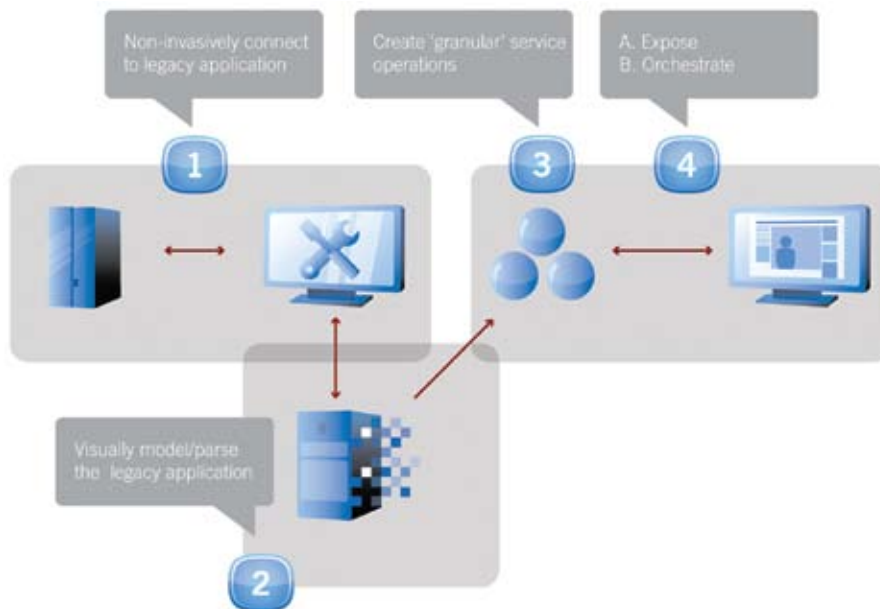 Non-invasively connect
to legacy application
1
Create 'granular' service
operations
3
A. Expose
B. Orchestrate
4
Visually model/parse
the legacy application
2